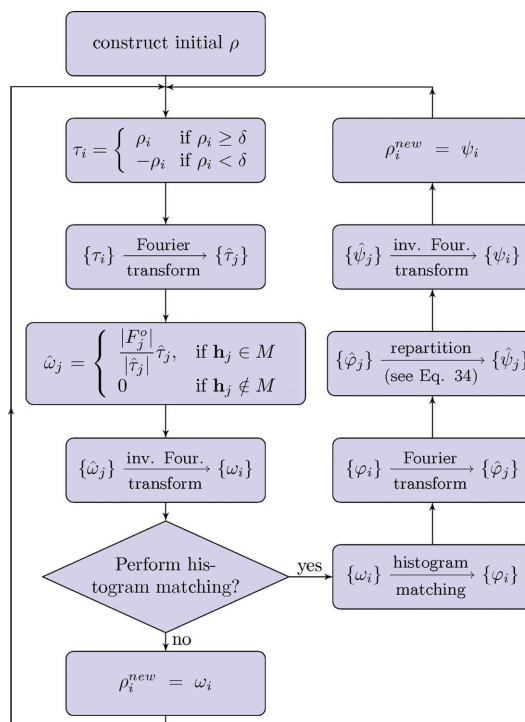 construct initial ρ
τ_i = { ρ_i if ρ_i ≥ δ
−ρ_i if ρ_i < δ
{τ_i} Fourier transform → {τ̂_j}
ω̂_j = { |F_j^o| / |τ̂_j| τ̂_j, if h_j ∈ M
0 if h_j ∉ M
{ω̂_j} inv. Four. transform → {ω_i}
Perform his-
togram matching?
yes
no
ρ_i^{new} = ω_i
{ω_i} histogram matching → {φ_i}
{φ_i} Fourier transform → {φ̂_j}
{φ̂_j} repartition (see Eq. 34) → {ψ̂_j}
{ψ̂_j} inv. Four. transform → {ψ_i}
ρ_i^{new} = ψ_i